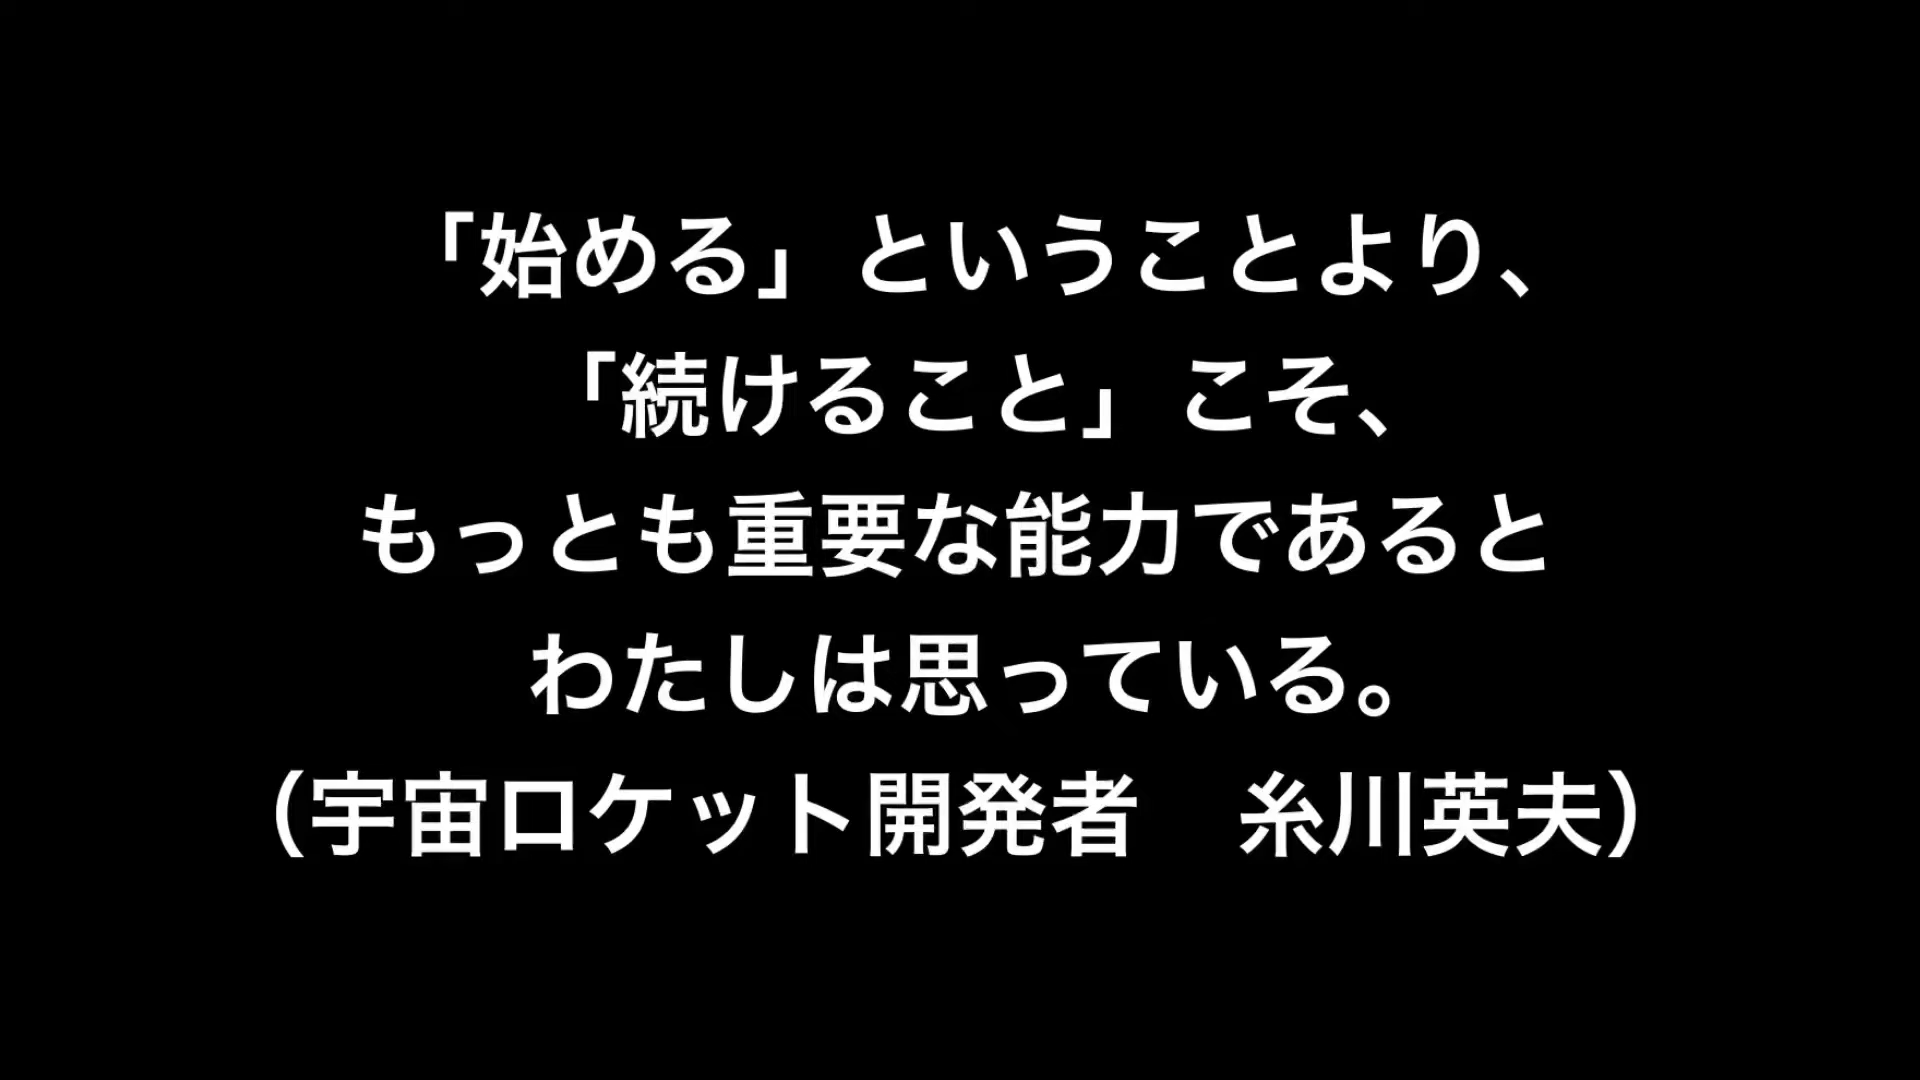 「始める」ということより、
「続けること」こそ、
もっとも重要な能力であると
わたしは思っている。
（宇宙ロケット開発者　糸川英夫）